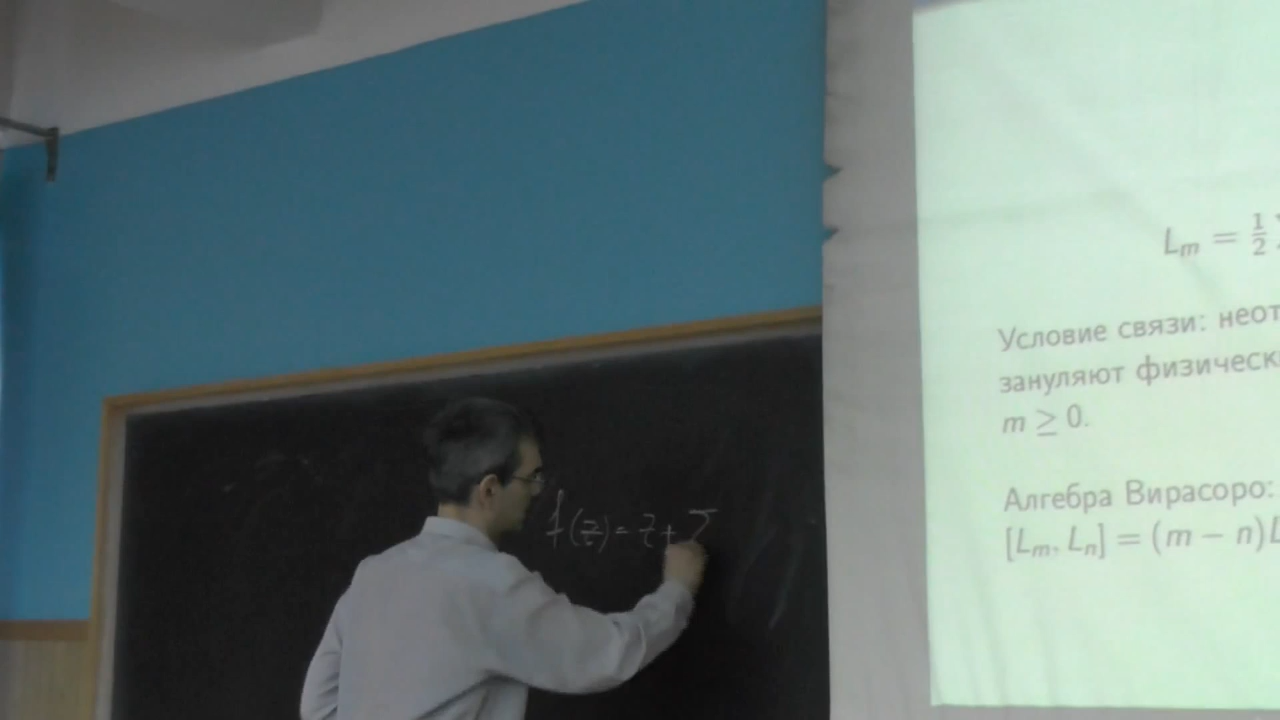 f(z) = z + Σ
L_m = 1/2
Условие связи: неот
зануляют физическ
m ≥ 0.
Алгебра Вирасоро:
[L_m, L_n] = (m − n)L